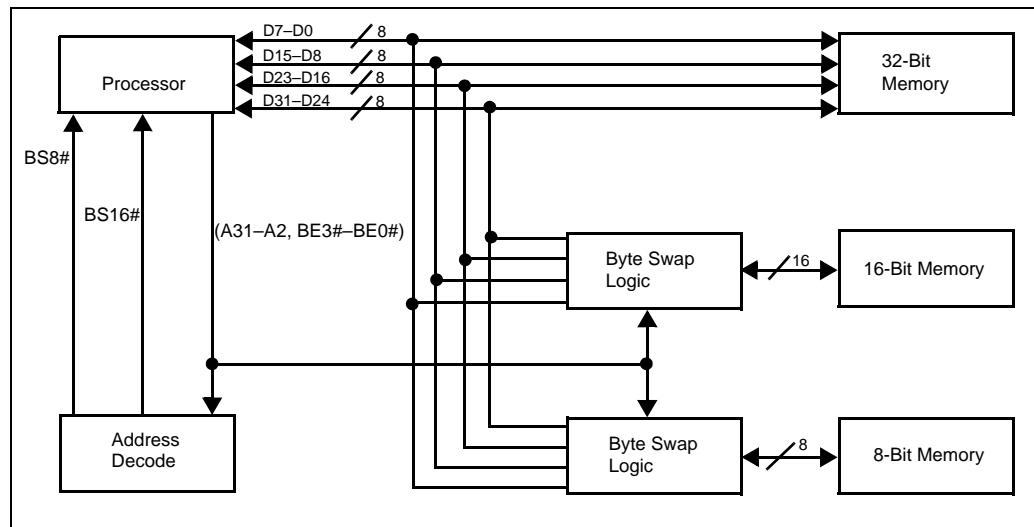 D7–D0 8
D15–D8 8
D23–D16 8
D31–D24 8
Processor
32-Bit
Memory
BS8#
BS16#
(A31–A2, BE3#–BE0#)
Byte Swap
Logic
16
16-Bit Memory
Address
Decode
Byte Swap
Logic
8
8-Bit Memory